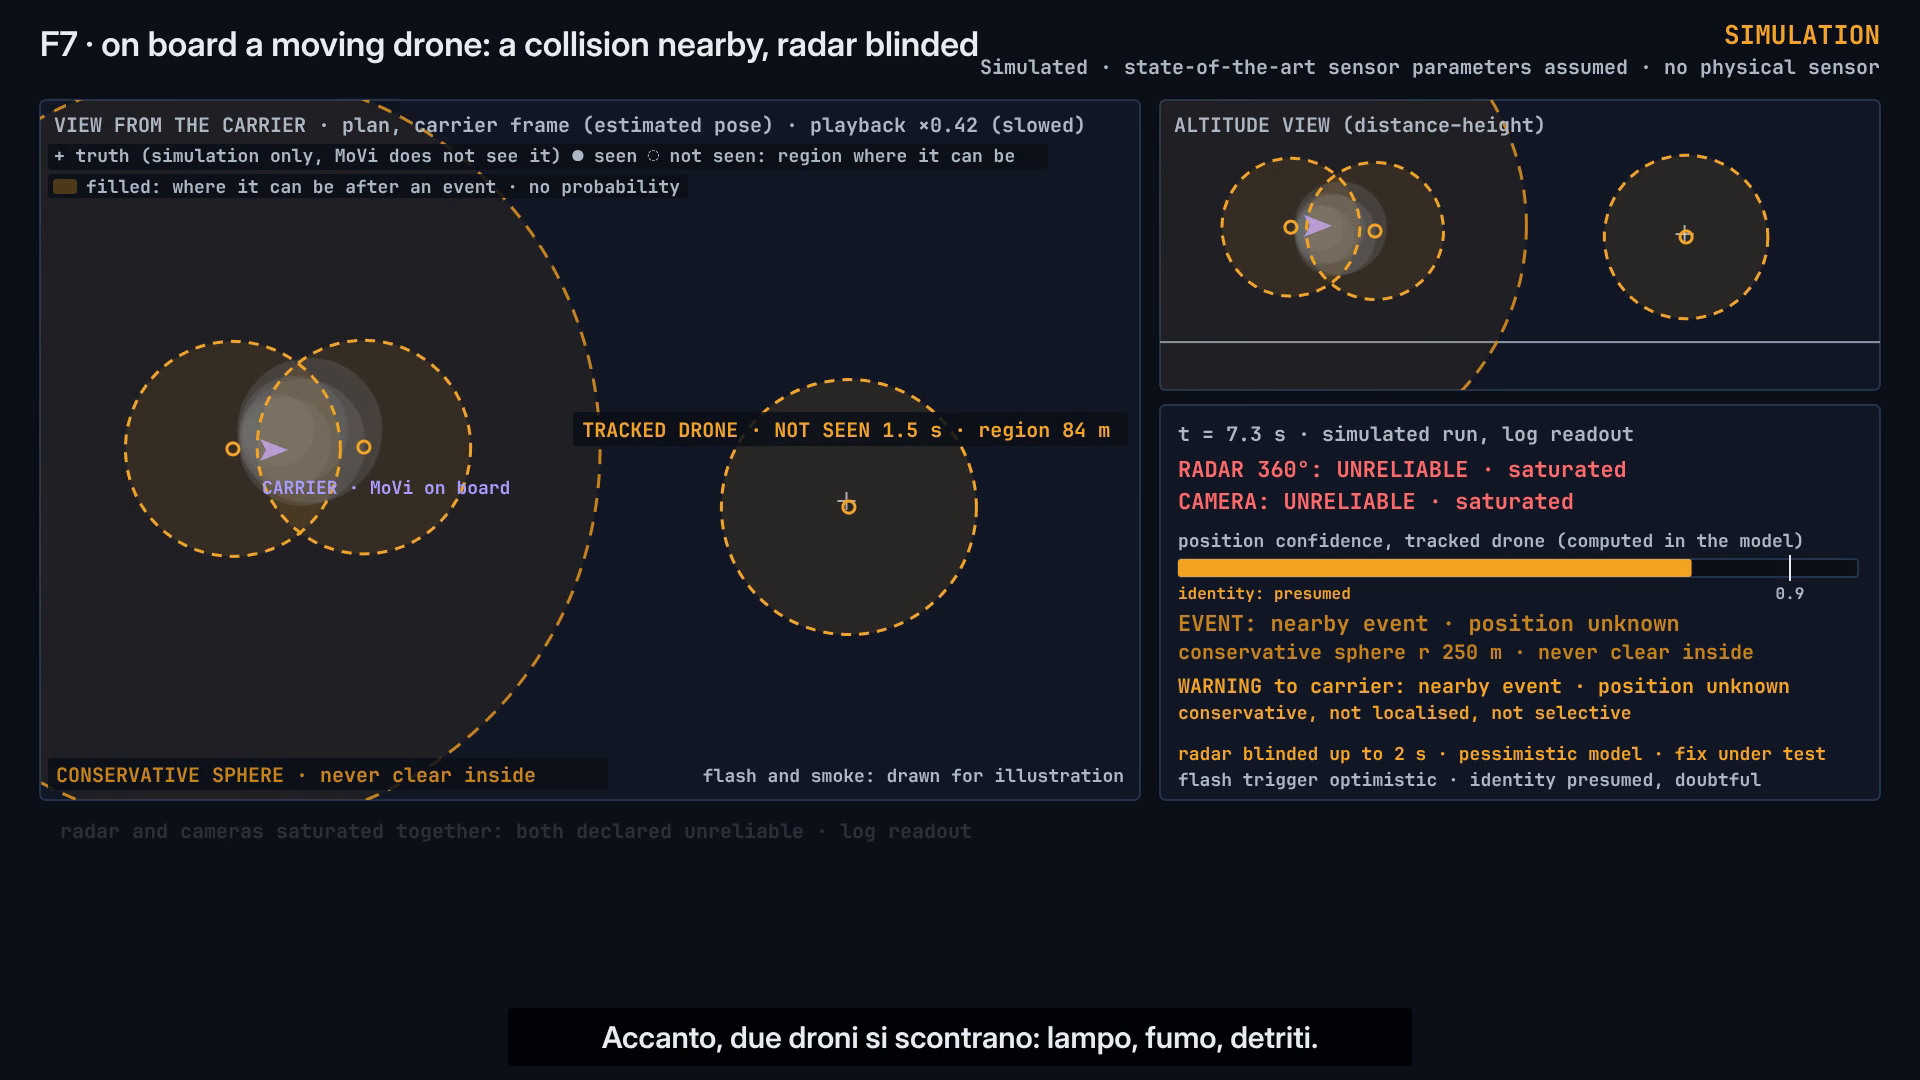 F7 · on board a moving drone: a collision nearby, radar blinded
SIMULATION
Simulated · state-of-the-art sensor parameters assumed · no physical sensor
VIEW FROM THE CARRIER · plan, carrier frame (estimated pose) · playback ×0.42 (slowed)
+ truth (simulation only, MoVi does not see it) ● seen ◌ not seen: region where it can be
filled: where it can be after an event · no probability
TRACKED DRONE · NOT SEEN 1.5 s · region 84 m
CARRIER · MoVi on board
CONSERVATIVE SPHERE · never clear inside
flash and smoke: drawn for illustration
ALTITUDE VIEW (distance-height)
t = 7.3 s · simulated run, log readout
RADAR 360°: UNRELIABLE · saturated
CAMERA: UNRELIABLE · saturated
position confidence, tracked drone (computed in the model)
identity: presumed
0.9
EVENT: nearby event · position unknown
conservative sphere r 250 m · never clear inside
WARNING to carrier: nearby event · position unknown
conservative, not localised, not selective
radar blinded up to 2 s · pessimistic model · fix under test
flash trigger optimistic · identity presumed, doubtful
radar and cameras saturated together: both declared unreliable · log readout
Accanto, due droni si scontrano: lampo, fumo, detriti.